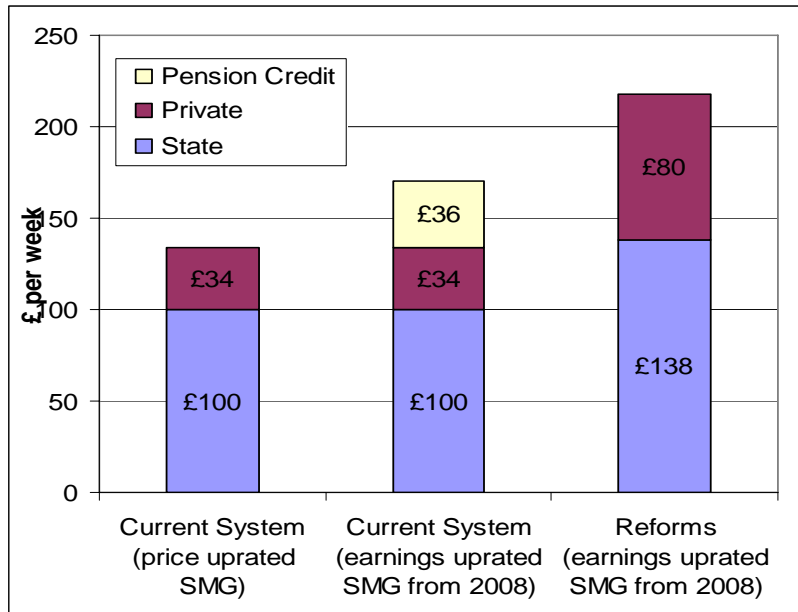 250
200
150
100
50
0
£ per week
Pension Credit
Private
State
£34
£100
£36
£34
£100
£80
£138
Current System
(price uprated
SMG)
Current System
(earnings uprated
SMG from 2008)
Reforms
(earnings uprated
SMG from 2008)